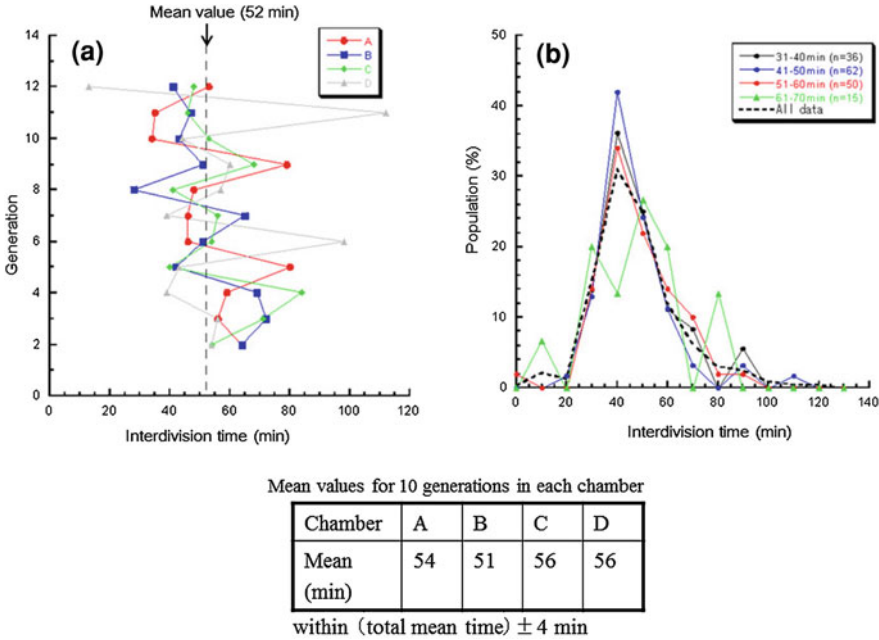 Mean value (52 min)
(a)
A
B
C
D
14
12
10
8
6
4
2
0
Generation
0 20 40 60 80 100 120
Interdivision time (min)
(b)
31-40min (n=36)
41-50min (n=62)
51-60min (n=50)
61-70min (n=15)
All data
50
40
30
20
10
0
Population (%)
0 20 40 60 80 100 120 140
Interdivision time (min)
Mean values for 10 generations in each chamber
Chamber A B C D
Mean 54 51 56 56
(min)
within (total mean time) ± 4 min